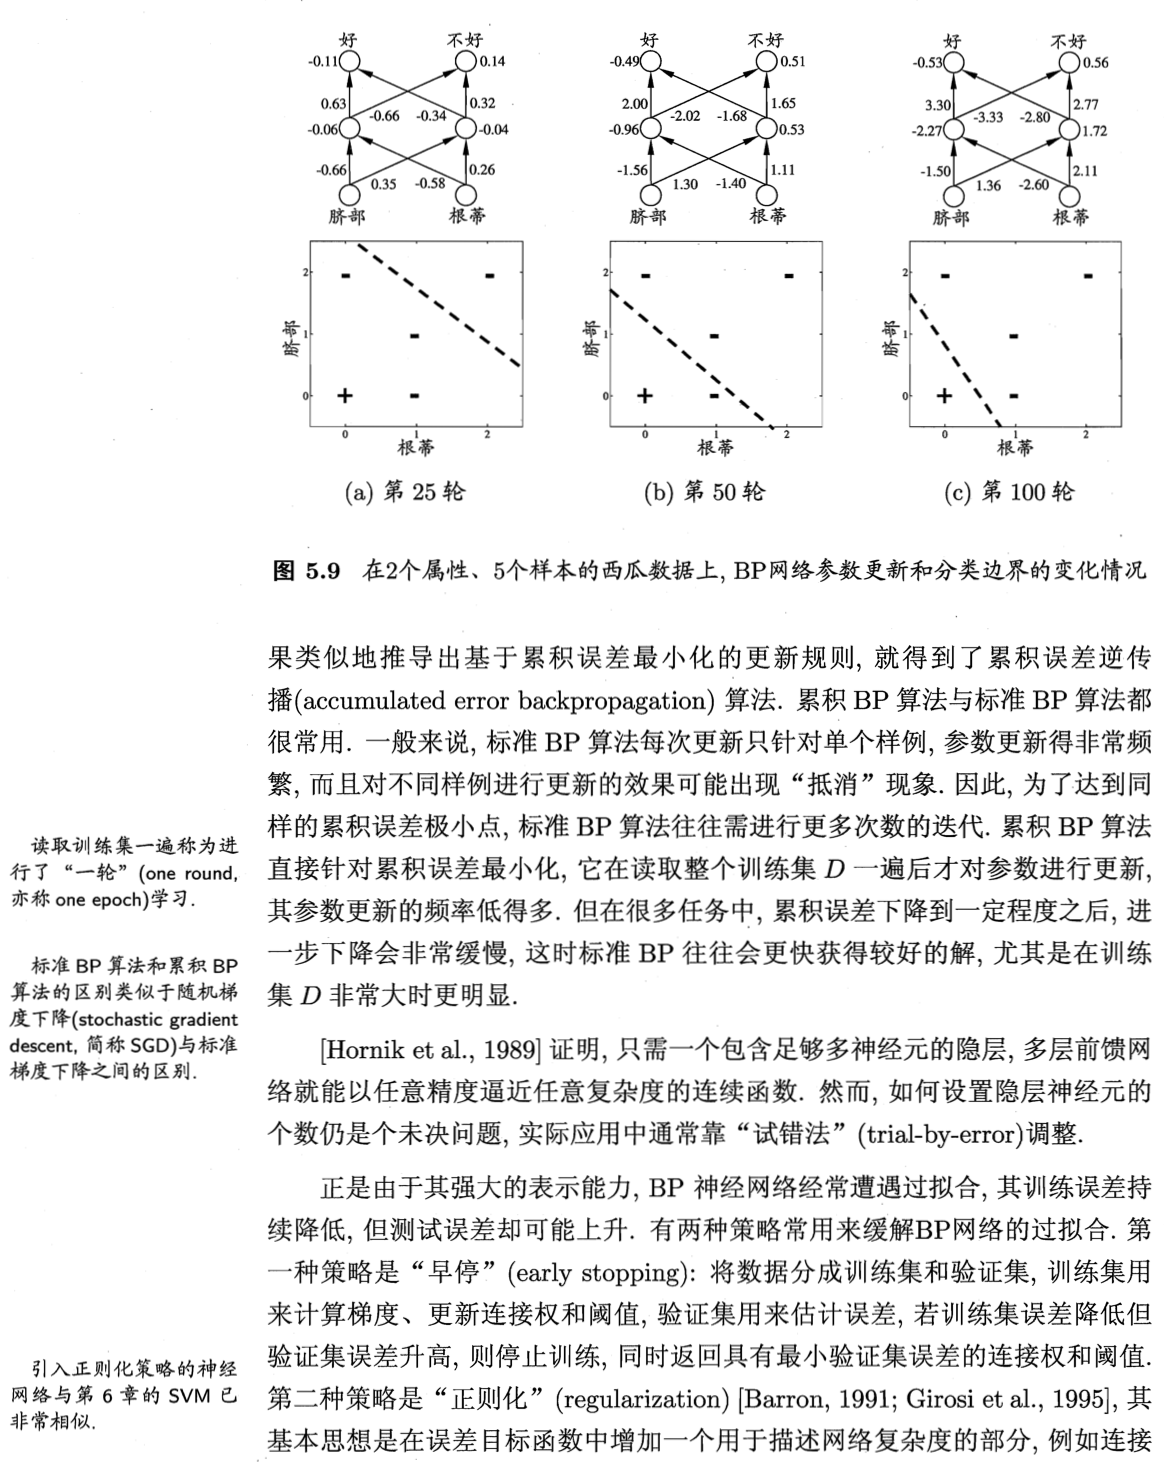 好 不好 好 不好 好 不好
-0.11 0.14 -0.49 0.51 -0.53 0.56
0.63 -0.66 -0.34 0.32 2.00 -2.02 -1.68 1.65 3.30 -3.33 -2.80 2.77
-0.06 -0.04 -0.96 0.53 -2.27 1.72
-0.66 0.35 -0.58 0.26 -1.56 1.30 -1.40 1.11 -1.50 1.36 -2.60 2.11
脐部 根蒂 脐部 根蒂 脐部 根蒂
2 2 2
脐部 1 脐部 1 脐部 1
0 0 0
0 1 2 0 1 2 0 1 2
根蒂 根蒂 根蒂
(a) 第 25 轮 (b) 第 50 轮 (c) 第 100 轮
图 5.9 在2个属性、5个样本的西瓜数据上, BP网络参数更新和分类边界的变化情况
果类似地推导出基于累积误差最小化的更新规则, 就得到了累积误差逆传
播(accumulated error backpropagation) 算法. 累积 BP 算法与标准 BP 算法都
很常用. 一般来说, 标准 BP 算法每次更新只针对单个样例, 参数更新得非常频
繁, 而且对不同样例进行更新的效果可能出现“抵消”现象. 因此, 为了达到同
样的累积误差极小点, 标准 BP 算法往往需进行更多次数的迭代. 累积 BP 算法
直接针对累积误差最小化, 它在读取整个训练集 D 一遍后才对参数进行更新,
其参数更新的频率低得多. 但在很多任务中, 累积误差下降到一定程度之后, 进
一步下降会非常缓慢, 这时标准 BP 往往会更快获得较好的解, 尤其是在训练
集 D 非常大时更明显.
读取训练集一遍称为进
行了“一轮”(one round,
亦称 one epoch)学习.
标准 BP 算法和累积 BP
算法的区别类似于随机梯
度下降(stochastic gradient
descent, 简称 SGD)与标准
梯度下降之间的区别.
[Hornik et al., 1989] 证明, 只需一个包含足够多神经元的隐层, 多层前馈网
络就能以任意精度逼近任意复杂度的连续函数. 然而, 如何设置隐层神经元的
个数仍是个未决问题, 实际应用中通常靠“试错法”(trial-by-error)调整.
正是由于其强大的表示能力, BP 神经网络经常遭遇过拟合, 其训练误差持
续降低, 但测试误差却可能上升. 有两种策略常用来缓解BP网络的过拟合. 第
一种策略是“早停”(early stopping): 将数据分成训练集和验证集, 训练集用
来计算梯度、更新连接权和阈值, 验证集用来估计误差, 若训练集误差降低但
验证集误差升高, 则停止训练, 同时返回具有最小验证集误差的连接权和阈值.
第二种策略是“正则化”(regularization) [Barron, 1991; Girosi et al., 1995], 其
基本思想是在误差目标函数中增加一个用于描述网络复杂度的部分, 例如连接
引入正则化策略的神经
网络与第 6 章的 SVM 已
非常相似.